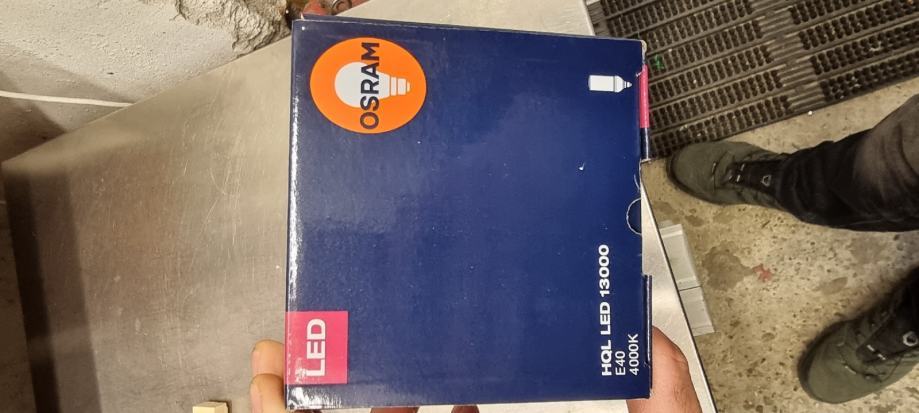 OSRAM
LED
HQL LED 13000
E40
4000K